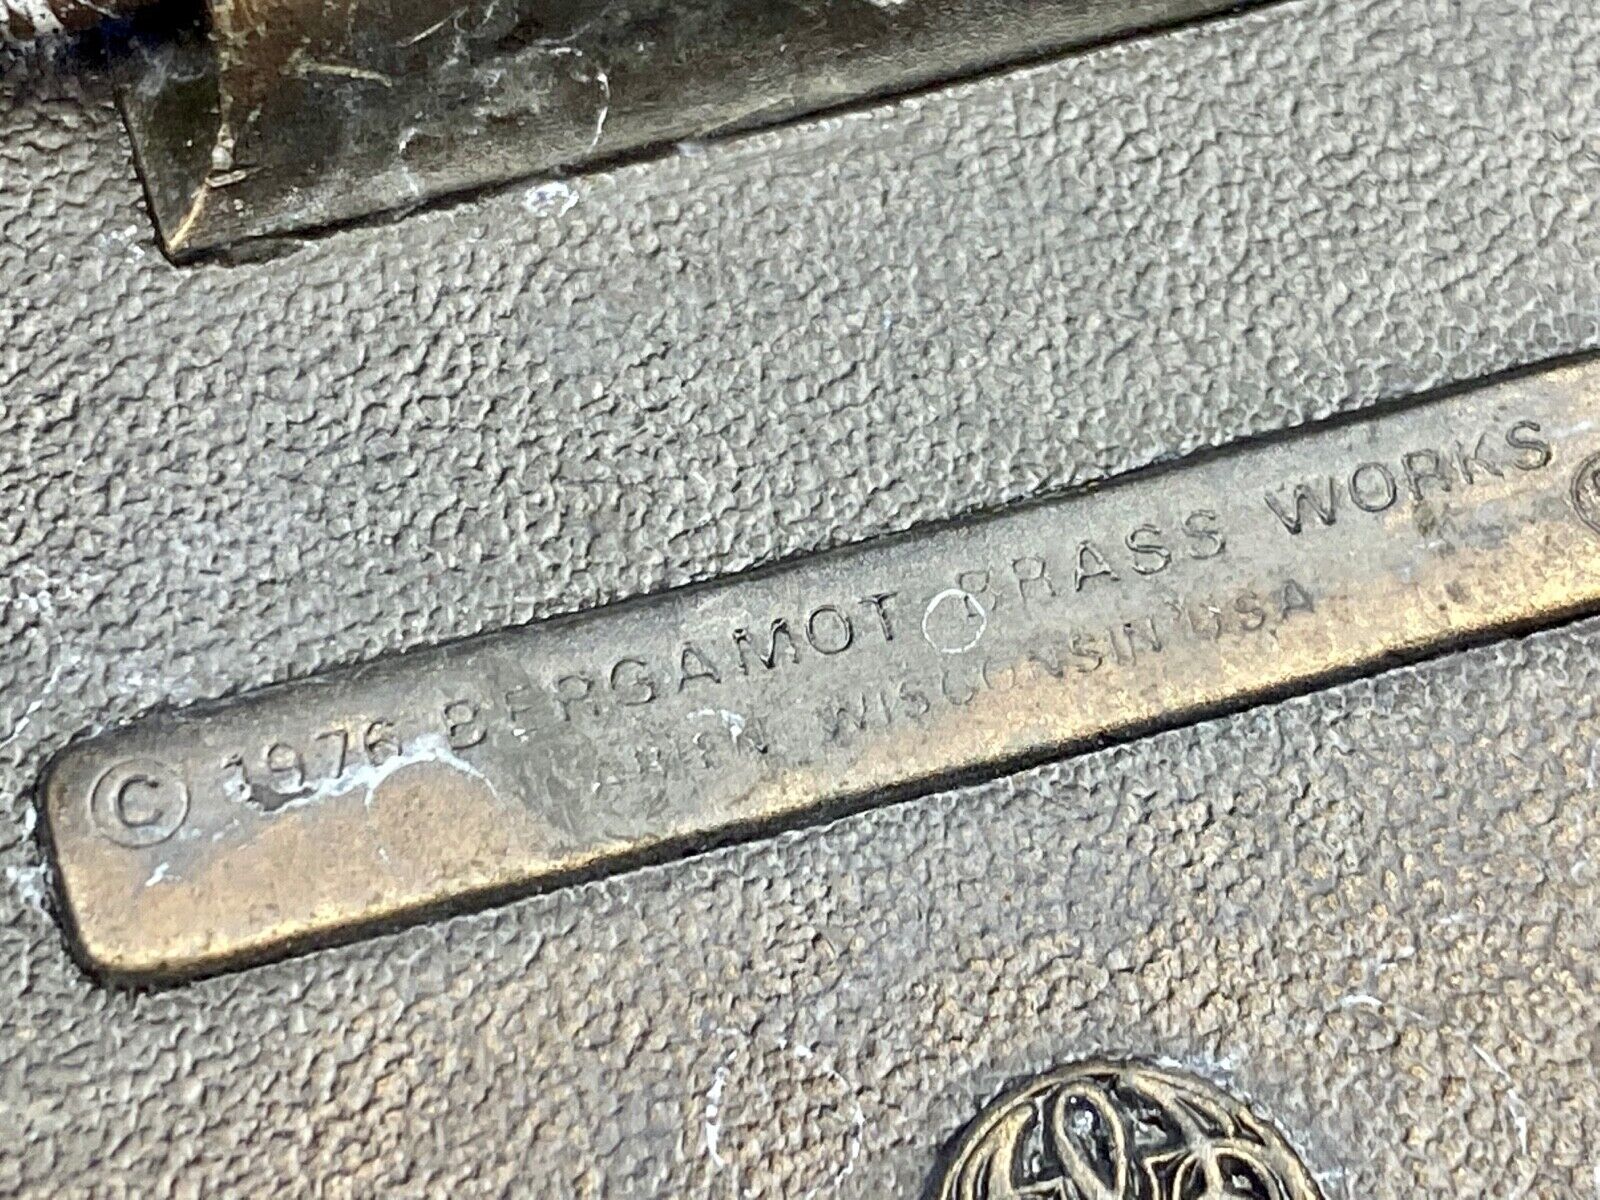 © 1976 BERGAMOT BRASS WORKS
WISCONSIN USA